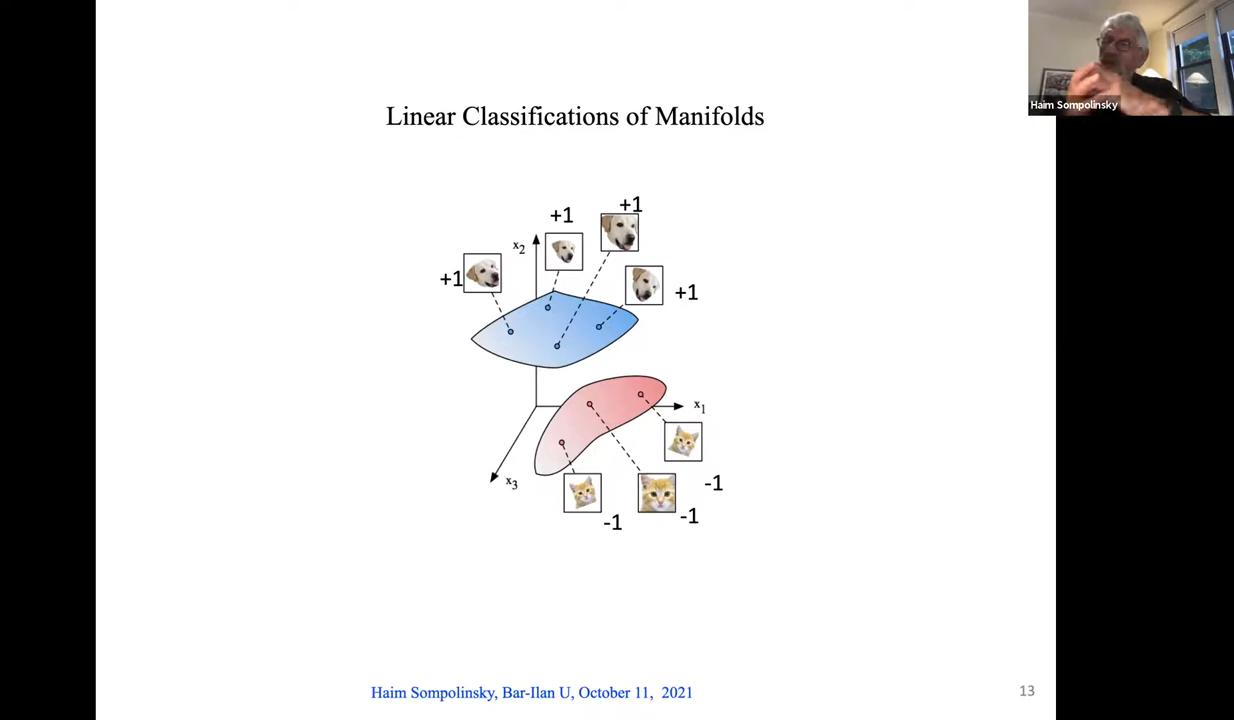 Haim Sompolinsky
Linear Classifications of Manifolds
+1
+1
x2
+1
+1
x1
x3
-1
-1
-1
Haim Sompolinsky, Bar-Ilan U, October 11, 2021
13